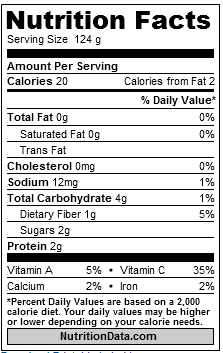 Nutrition Facts
Serving Size 124 g
Amount Per Serving
Calories 20 Calories from Fat 2
% Daily Value*
Total Fat 0g 0%
Saturated Fat 0g 0%
Trans Fat
Cholesterol 0mg 0%
Sodium 12mg 1%
Total Carbohydrate 4g 1%
Dietary Fiber 1g 5%
Sugars 2g
Protein 2g
Vitamin A 5% • Vitamin C 35%
Calcium 2% • Iron 2%
*Percent Daily Values are based on a 2,000
calorie diet. Your daily values may be higher
or lower depending on your calorie needs.
NutritionData.com